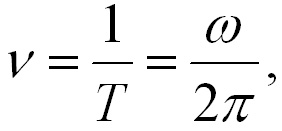 ν = 1/T = ω/2π,